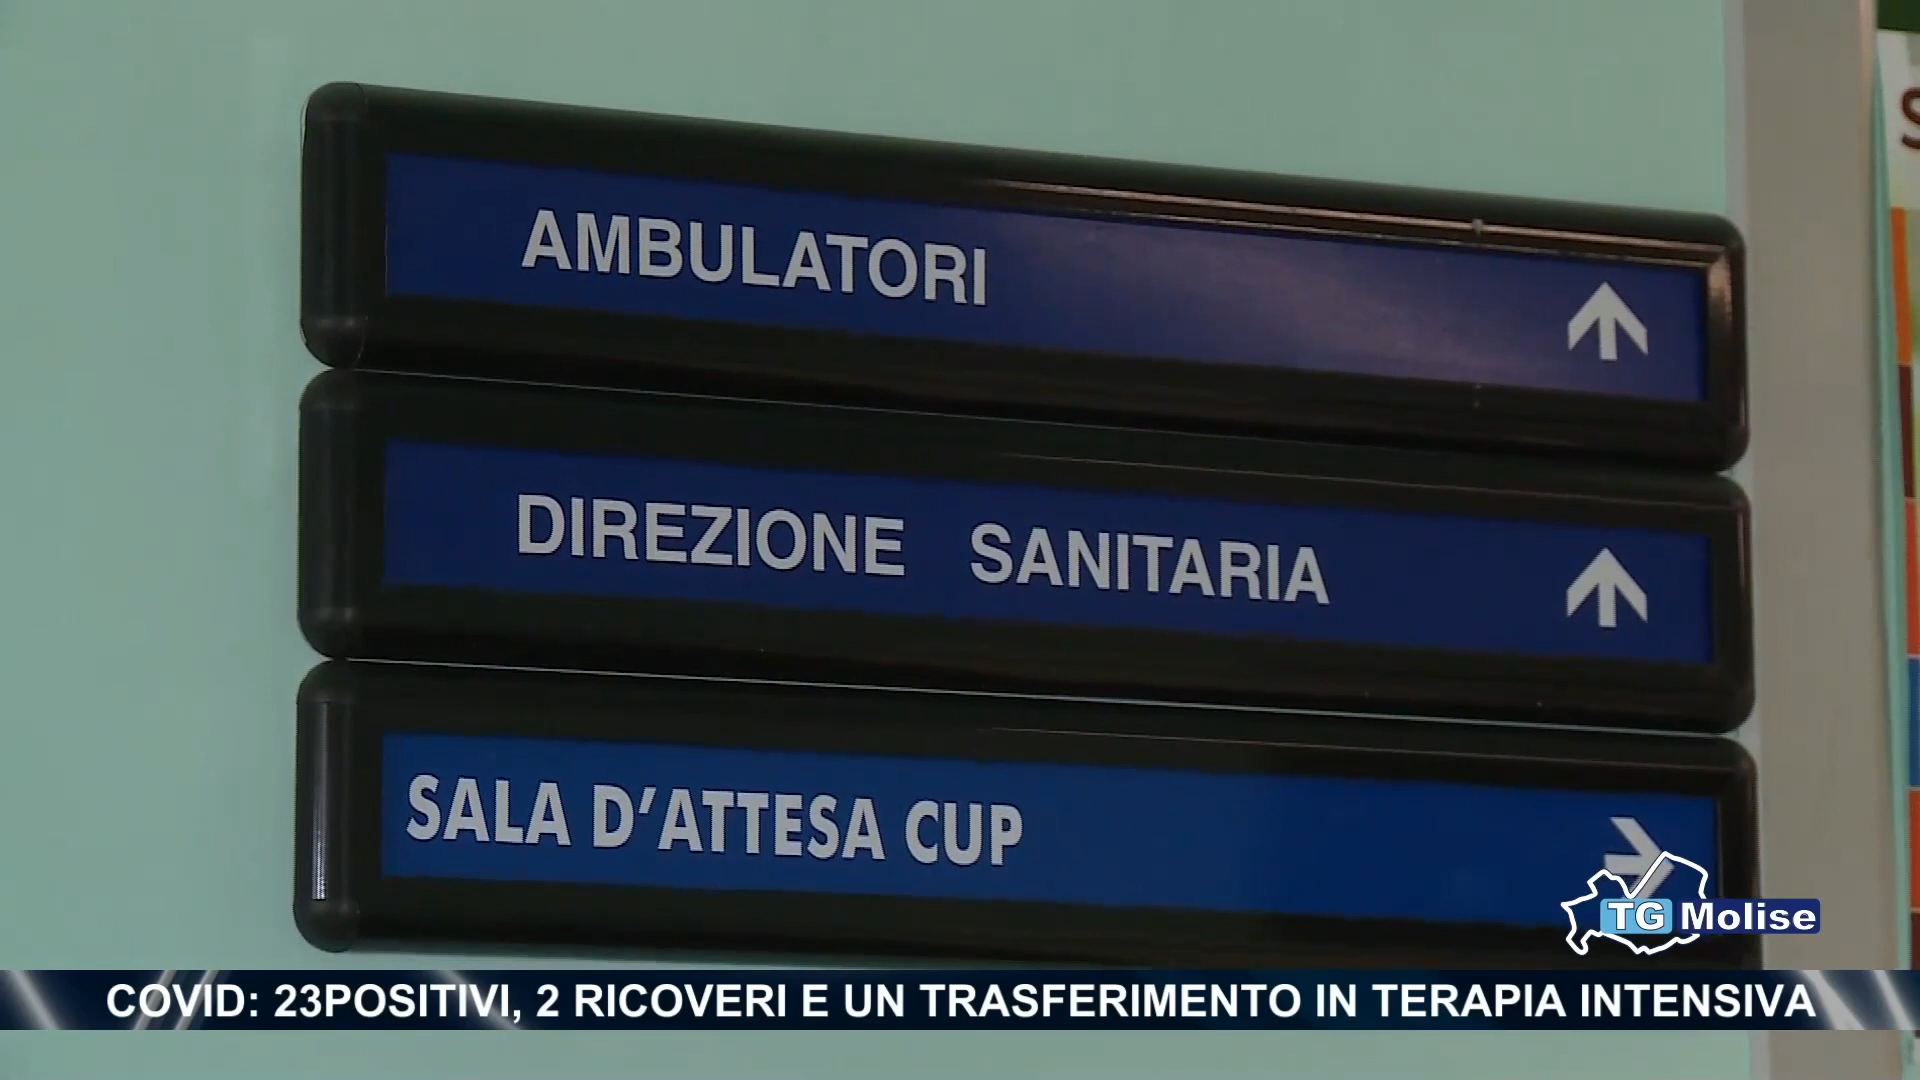 AMBULATORI
DIREZIONE SANITARIA
SALA D'ATTESA CUP
TG Molise
COVID: 23POSITIVI, 2 RICOVERI E UN TRASFERIMENTO IN TERAPIA INTENSIVA